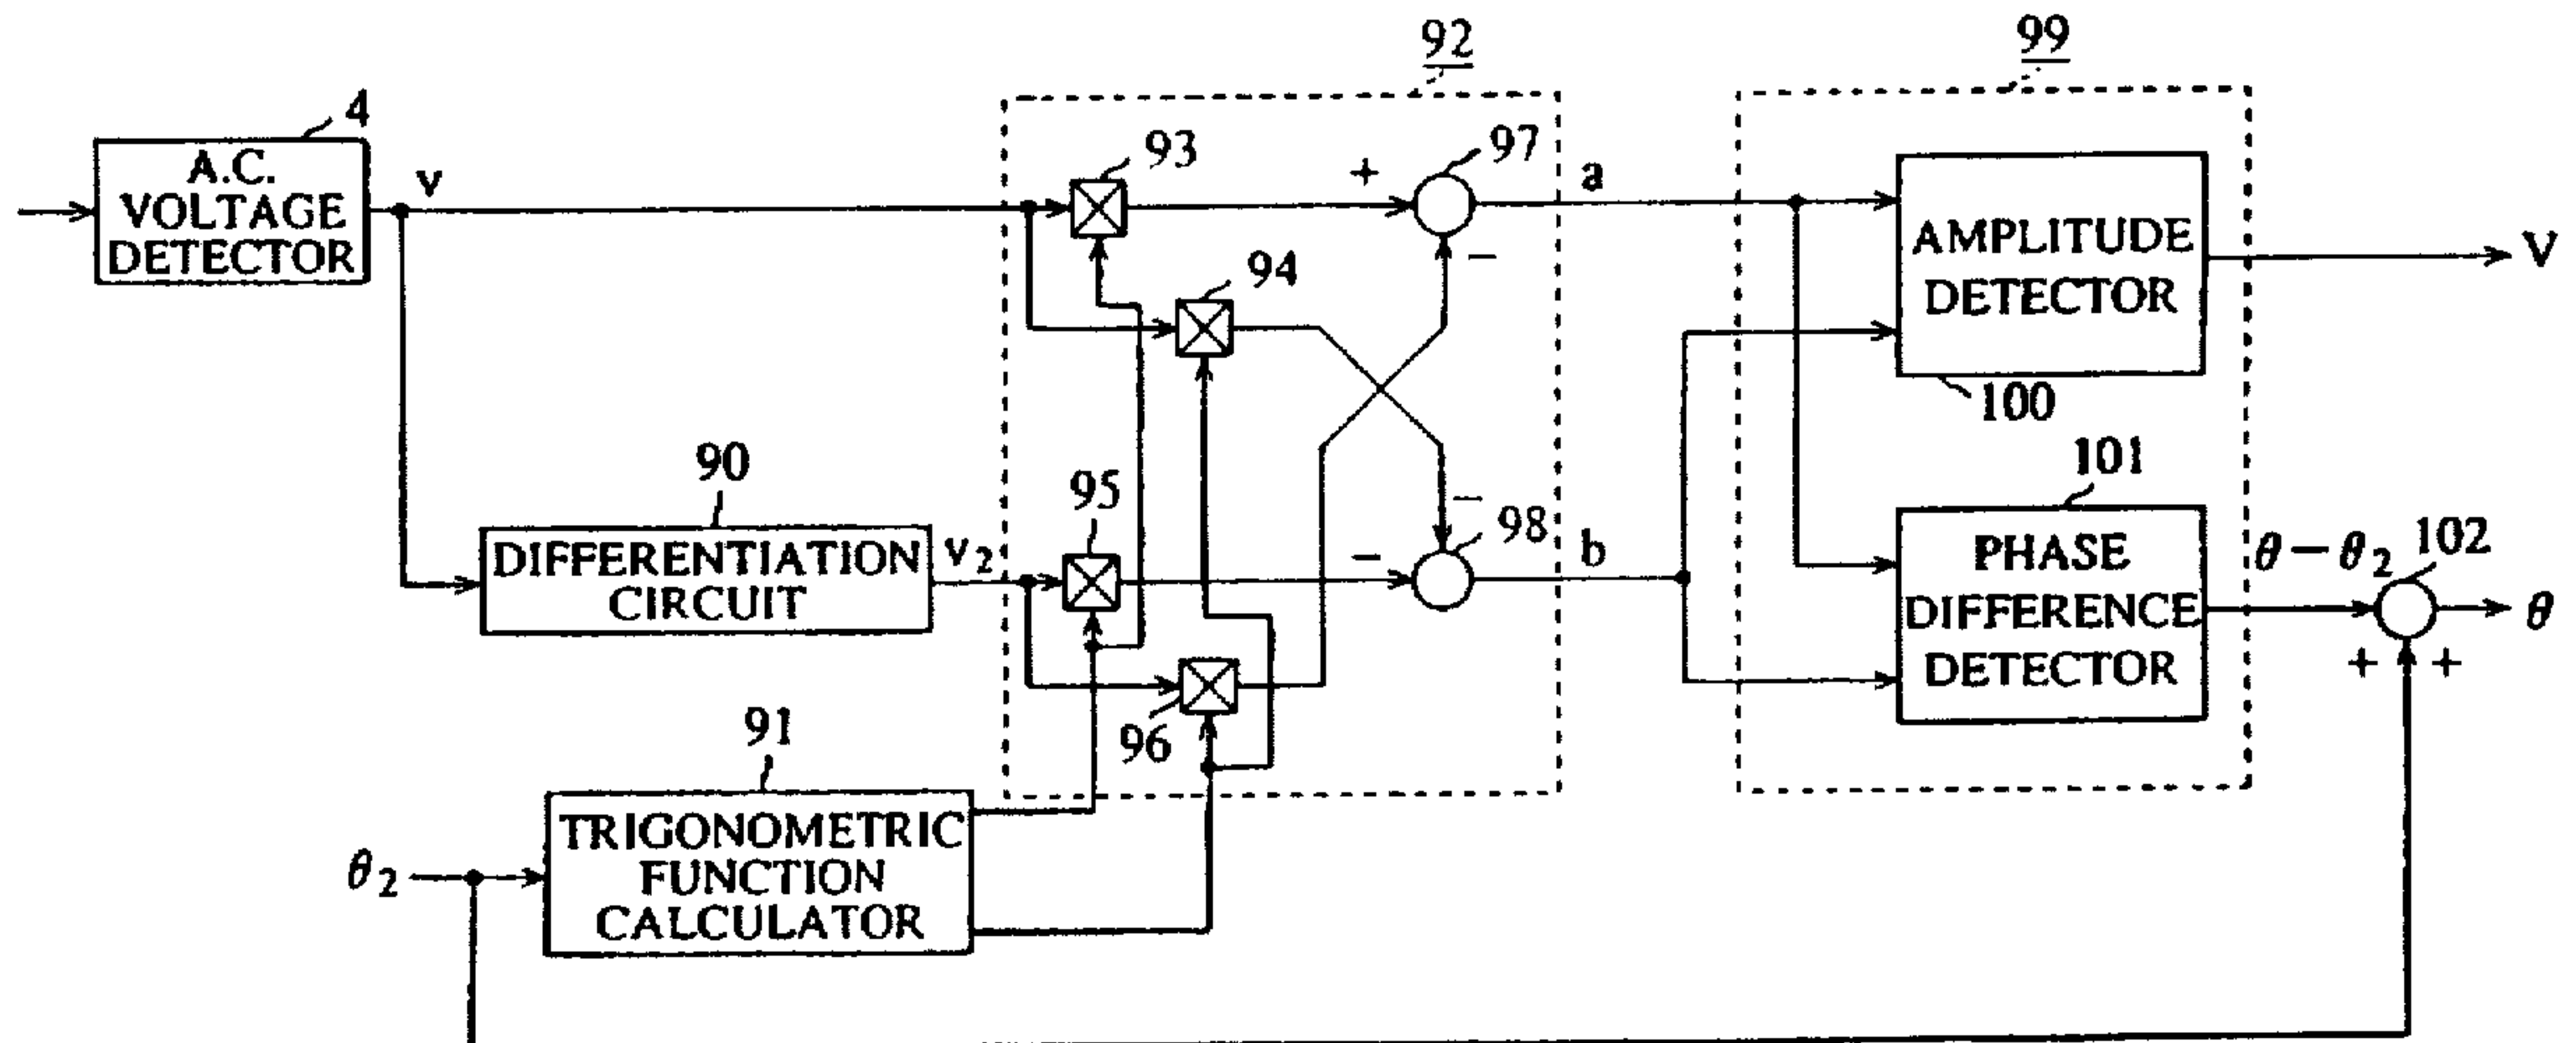 92
99
4
A.C.
VOLTAGE
DETECTOR
v
93
+
97
a
−
94
AMPLITUDE
DETECTOR
V
100
90
DIFFERENTIATION
CIRCUIT
v2
95
−
−
98
b
101
PHASE
DIFFERENCE
DETECTOR
θ−θ2
102
θ
+ +
96
91
TRIGONOMETRIC
FUNCTION
CALCULATOR
θ2